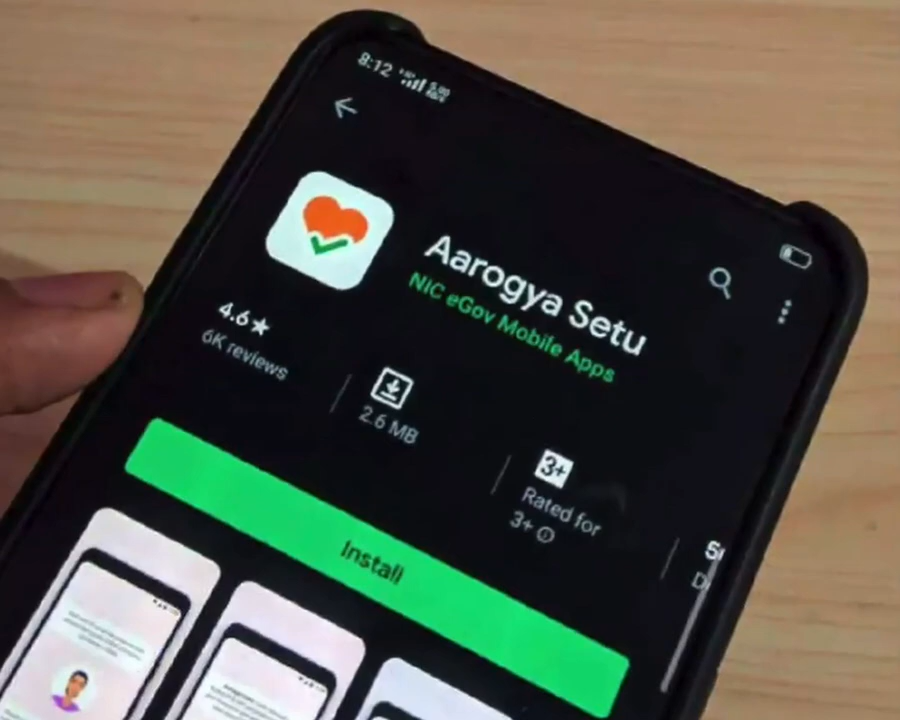 8:12
Aarogya Setu
NIC eGov Mobile Apps
4.6★
6K reviews
2.6 MB
3+
Rated for
3+
Install